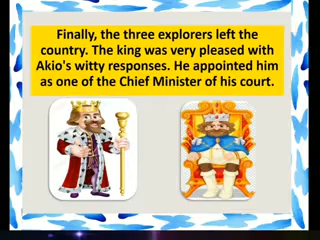 Finally, the three explorers left the
country. The king was very pleased with
Akio's witty responses. He appointed him
as one of the Chief Minister of his court.